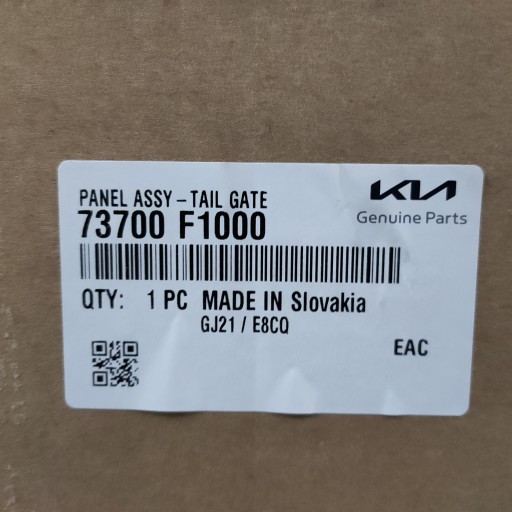 PANEL ASSY – TAIL GATE
73700 F1000
KIA
Genuine Parts
QTY: 1 PC MADE IN Slovakia
GJ21 / E8CQ
EAC